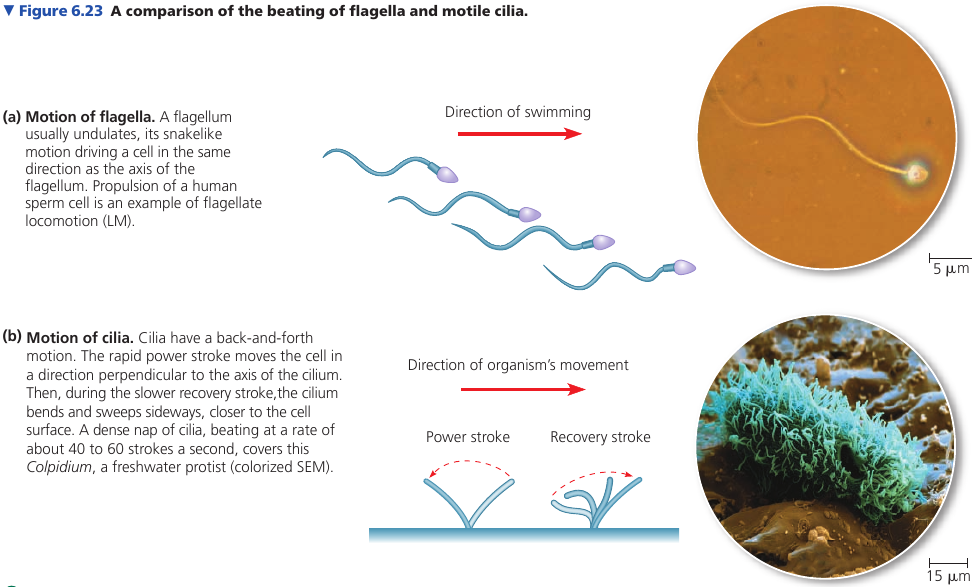 ▼ Figure 6.23 A comparison of the beating of flagella and motile cilia.
(a) Motion of flagella. A flagellum
usually undulates, its snakelike
motion driving a cell in the same
direction as the axis of the
flagellum. Propulsion of a human
sperm cell is an example of flagellate
locomotion (LM).
Direction of swimming
5 μm
(b) Motion of cilia. Cilia have a back-and-forth
motion. The rapid power stroke moves the cell in
a direction perpendicular to the axis of the cilium.
Then, during the slower recovery stroke,the cilium
bends and sweeps sideways, closer to the cell
surface. A dense nap of cilia, beating at a rate of
about 40 to 60 strokes a second, covers this
Colpidium, a freshwater protist (colorized SEM).
Direction of organism’s movement
Power stroke
Recovery stroke
15 μm